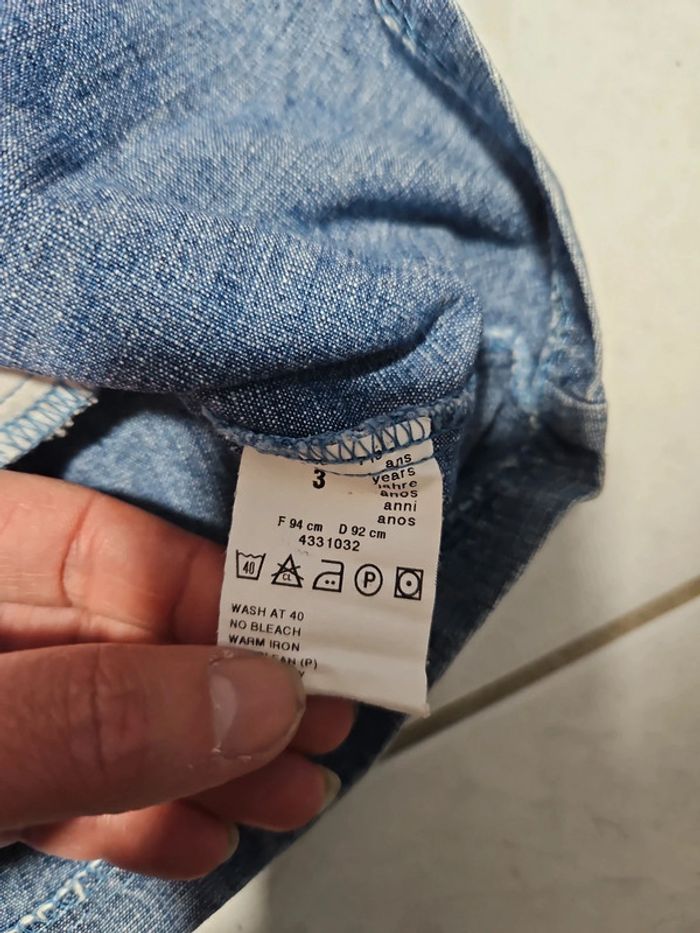 3 ans
years
Jahre
anos
anni
anos
F 94 cm D 92 cm
4331032
40 CL P
WASH AT 40
NO BLEACH
WARM IRON
(P)